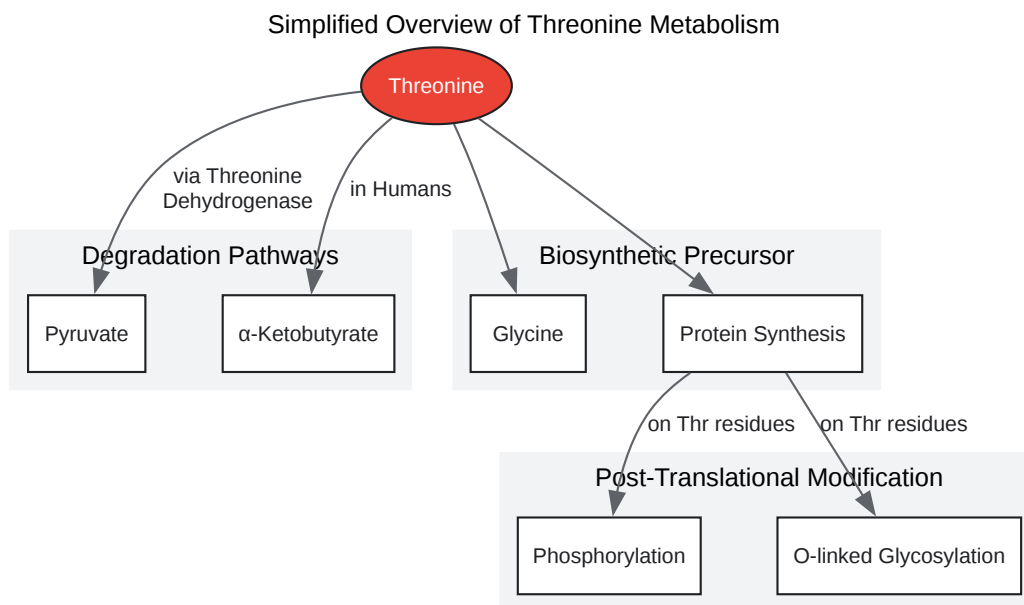 Simplified Overview of Threonine Metabolism
Threonine
via Threonine
Dehydrogenase
in Humans
Degradation Pathways
Biosynthetic Precursor
Pyruvate
α-Ketobutyrate
Glycine
Protein Synthesis
on Thr residues
on Thr residues
Post-Translational Modification
Phosphorylation
O-linked Glycosylation